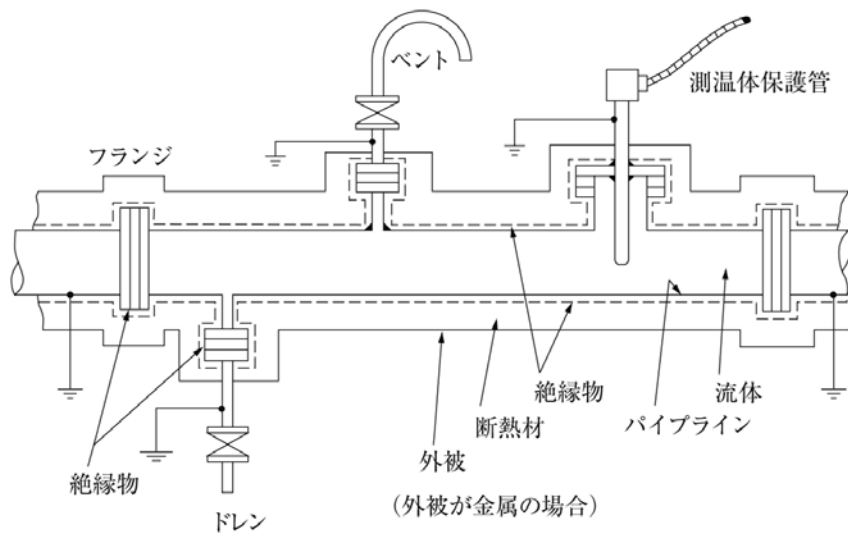 ベント
測温体保護管
フランジ
絶縁物
流体
パイプライン
断熱材
外被
絶縁物
(外被が金属の場合)
ドレン